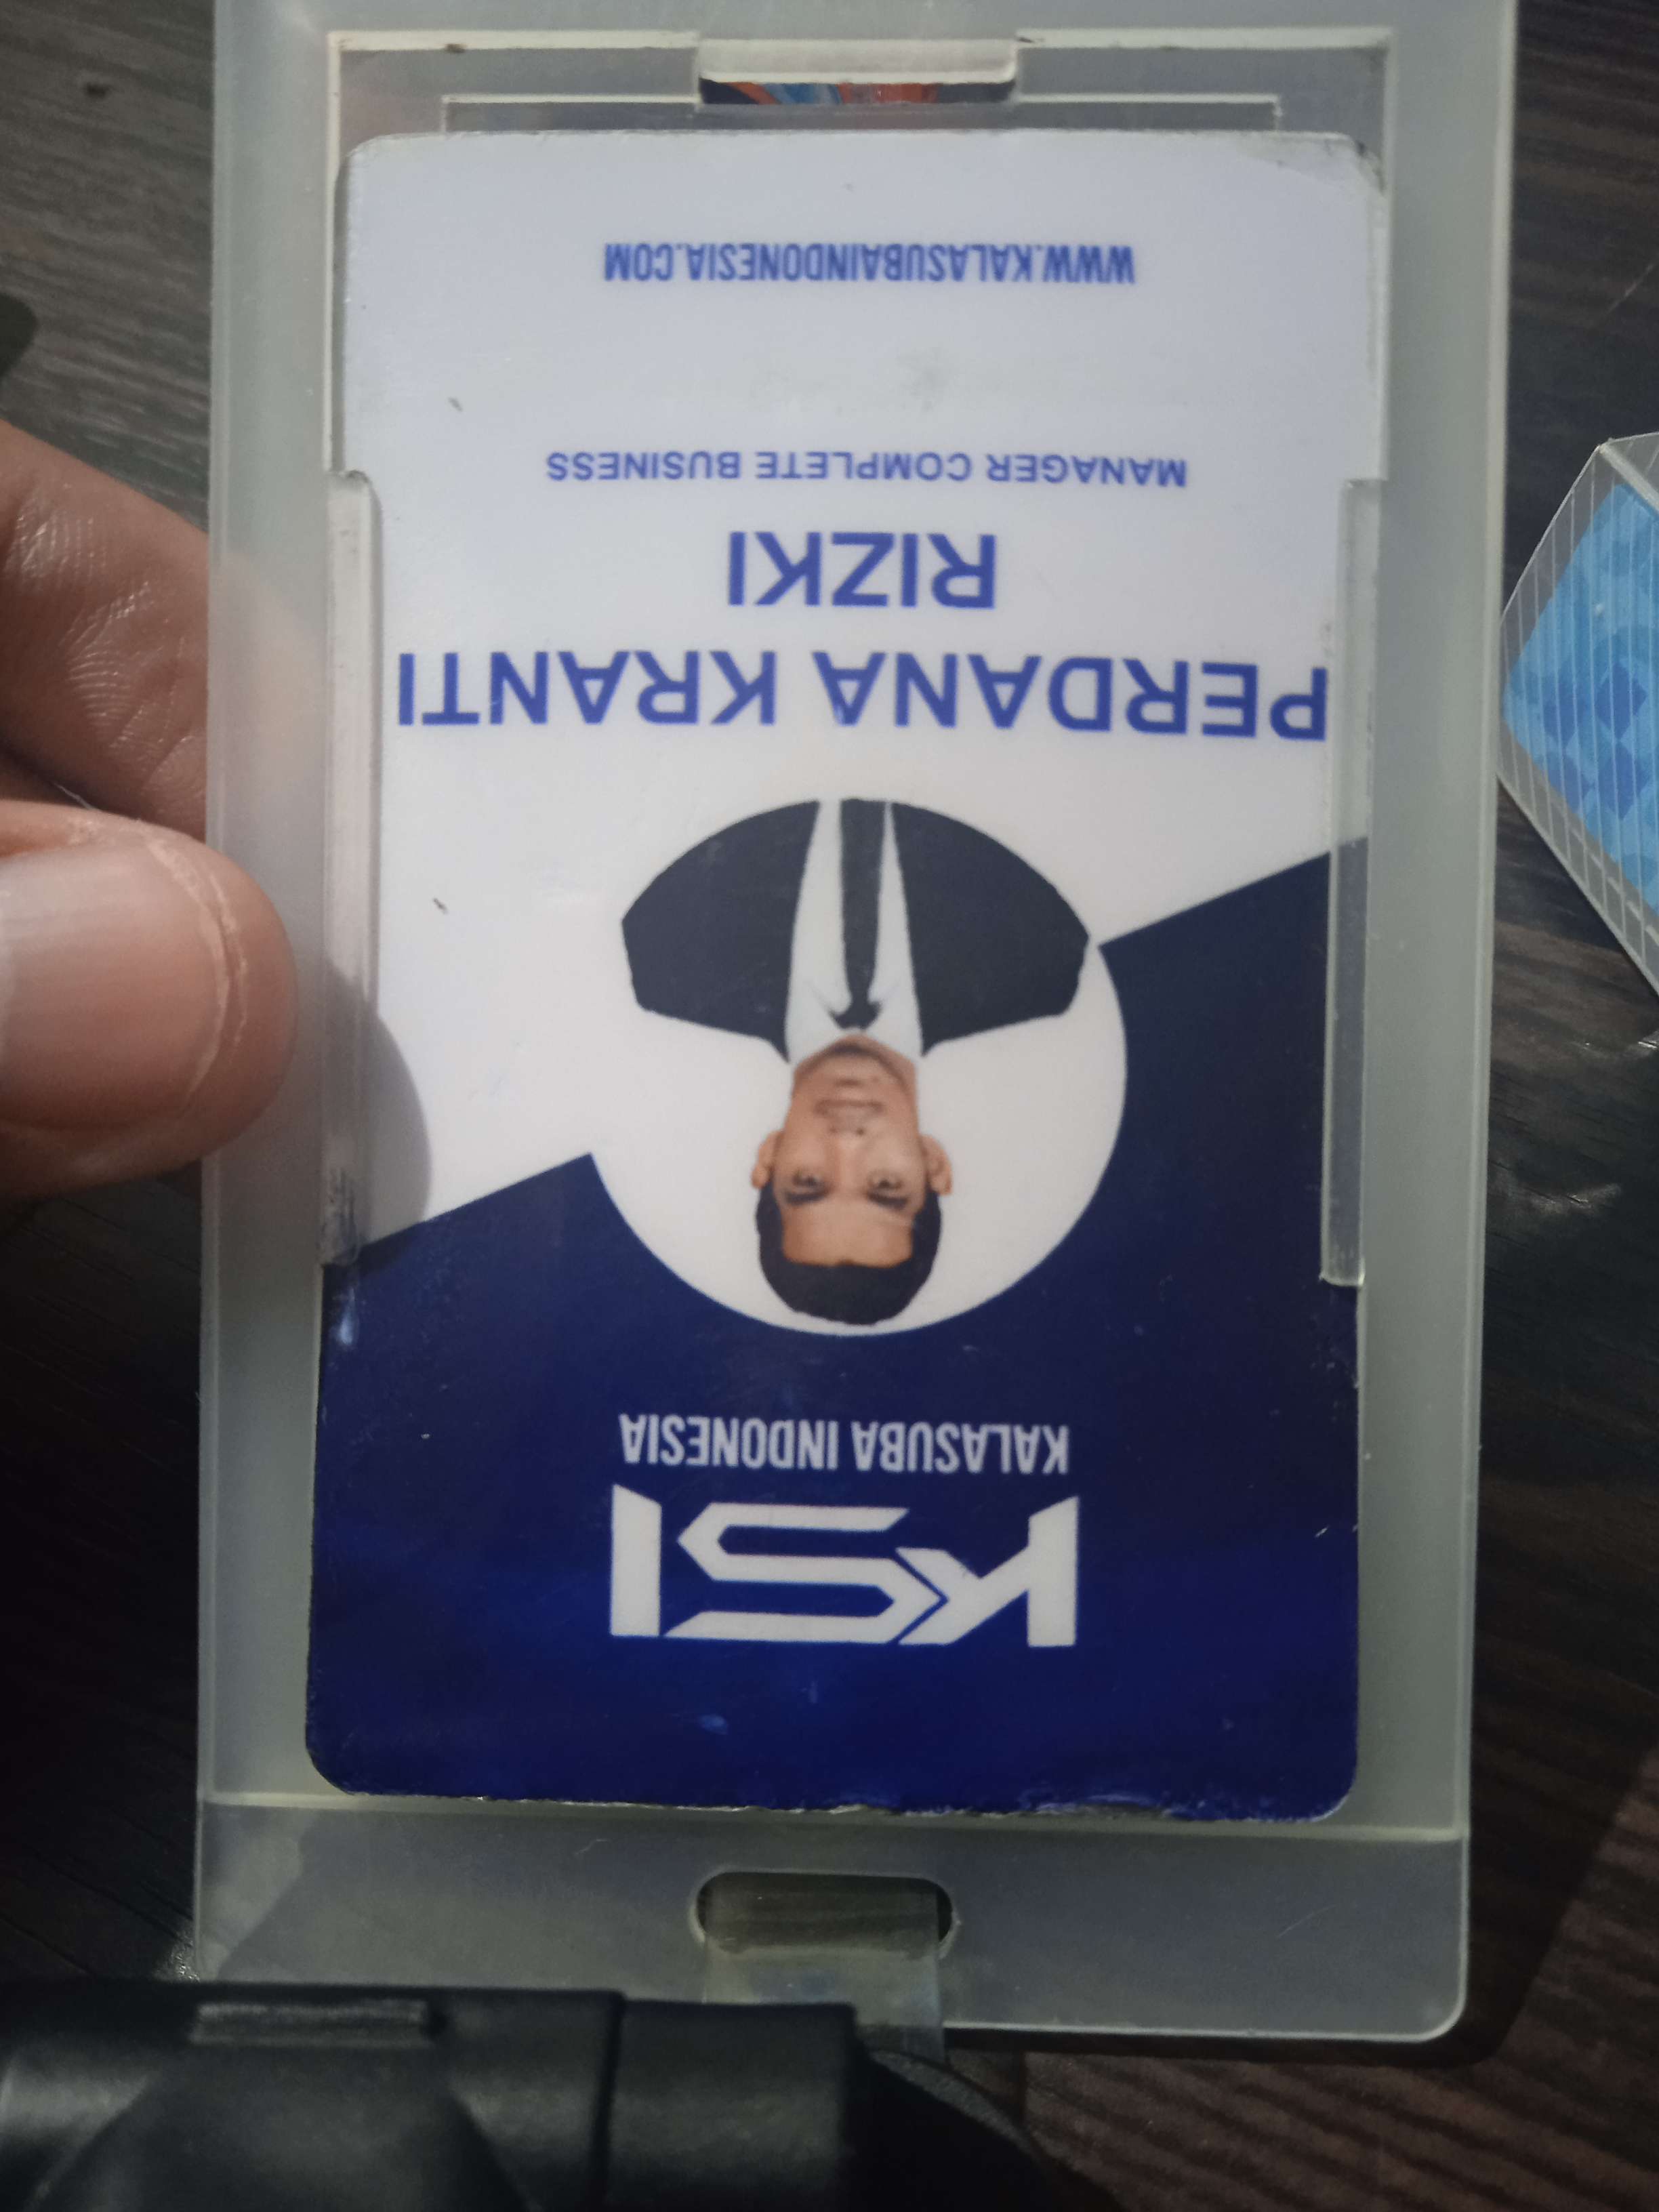 KSI
KALASUBA INDONESIA
PERDANA KRANTI
RIZKI
MANAGER COMPLETE BUSINESS
WWW.KALASUBAINDONESIA.COM